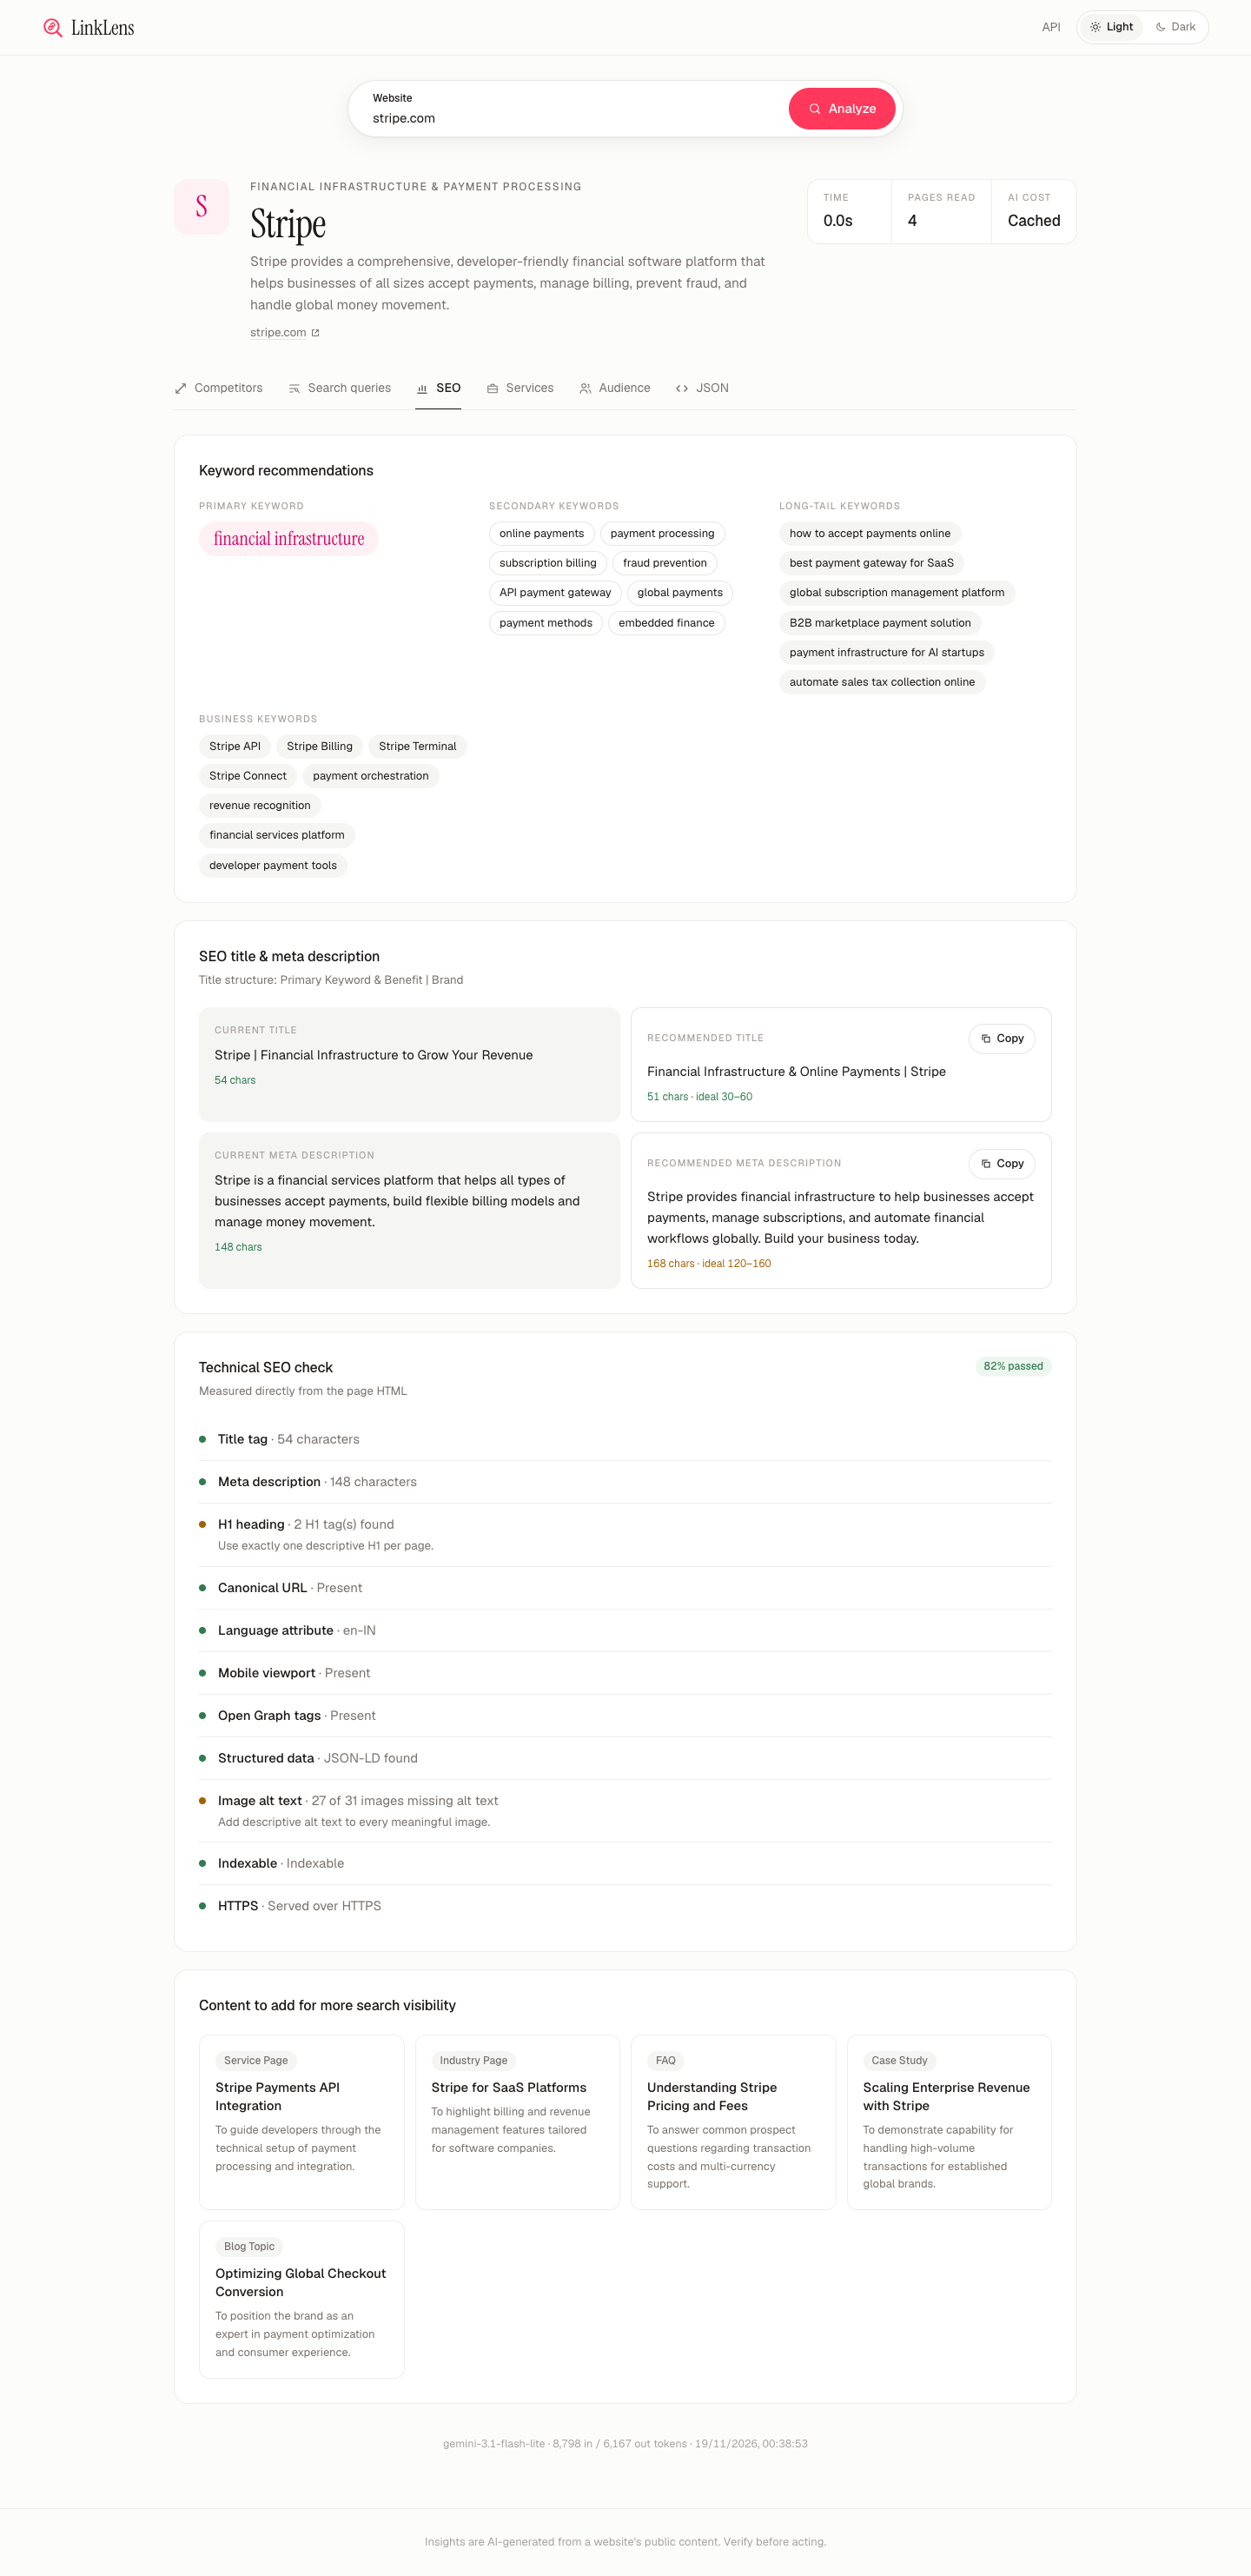 LinkLens
API
Light
Dark
Website
stripe.com
Analyze
S
FINANCIAL INFRASTRUCTURE & PAYMENT PROCESSING
Stripe
Stripe provides a comprehensive, developer-friendly financial software platform that
helps businesses of all sizes accept payments, manage billing, prevent fraud, and
handle global money movement.
stripe.com
TIME
0.0s
PAGES READ
4
AI COST
Cached
Competitors
Search queries
SEO
Services
Audience
JSON
Keyword recommendations
PRIMARY KEYWORD
financial infrastructure
SECONDARY KEYWORDS
online payments
payment processing
subscription billing
fraud prevention
API payment gateway
global payments
payment methods
embedded finance
LONG-TAIL KEYWORDS
how to accept payments online
best payment gateway for SaaS
global subscription management platform
B2B marketplace payment solution
payment infrastructure for AI startups
automate sales tax collection online
BUSINESS KEYWORDS
Stripe API
Stripe Billing
Stripe Terminal
Stripe Connect
payment orchestration
revenue recognition
financial services platform
developer payment tools
SEO title & meta description
Title structure: Primary Keyword & Benefit | Brand
CURRENT TITLE
Stripe | Financial Infrastructure to Grow Your Revenue
54 chars
RECOMMENDED TITLE
Copy
Financial Infrastructure & Online Payments | Stripe
51 chars · ideal 30–60
CURRENT META DESCRIPTION
Stripe is a financial services platform that helps all types of
businesses accept payments, build flexible billing models and
manage money movement.
148 chars
RECOMMENDED META DESCRIPTION
Copy
Stripe provides financial infrastructure to help businesses accept
payments, manage subscriptions, and automate financial
workflows globally. Build your business today.
168 chars · ideal 120–160
Technical SEO check
82% passed
Measured directly from the page HTML
Title tag · 54 characters
Meta description · 148 characters
H1 heading · 2 H1 tag(s) found
Use exactly one descriptive H1 per page.
Canonical URL · Present
Language attribute · en-IN
Mobile viewport · Present
Open Graph tags · Present
Structured data · JSON-LD found
Image alt text · 27 of 31 images missing alt text
Add descriptive alt text to every meaningful image.
Indexable · Indexable
HTTPS · Served over HTTPS
Content to add for more search visibility
Service Page
Stripe Payments API
Integration
To guide developers through the
technical setup of payment
processing and integration.
Industry Page
Stripe for SaaS Platforms
To highlight billing and revenue
management features tailored
for software companies.
FAQ
Understanding Stripe
Pricing and Fees
To answer common prospect
questions regarding transaction
costs and multi-currency
support.
Case Study
Scaling Enterprise Revenue
with Stripe
To demonstrate capability for
handling high-volume
transactions for established
global brands.
Blog Topic
Optimizing Global Checkout
Conversion
To position the brand as an
expert in payment optimization
and consumer experience.
gemini-3.1-flash-lite · 8,798 in / 6,167 out tokens · 19/11/2026, 00:38:53
Insights are AI-generated from a website's public content. Verify before acting.